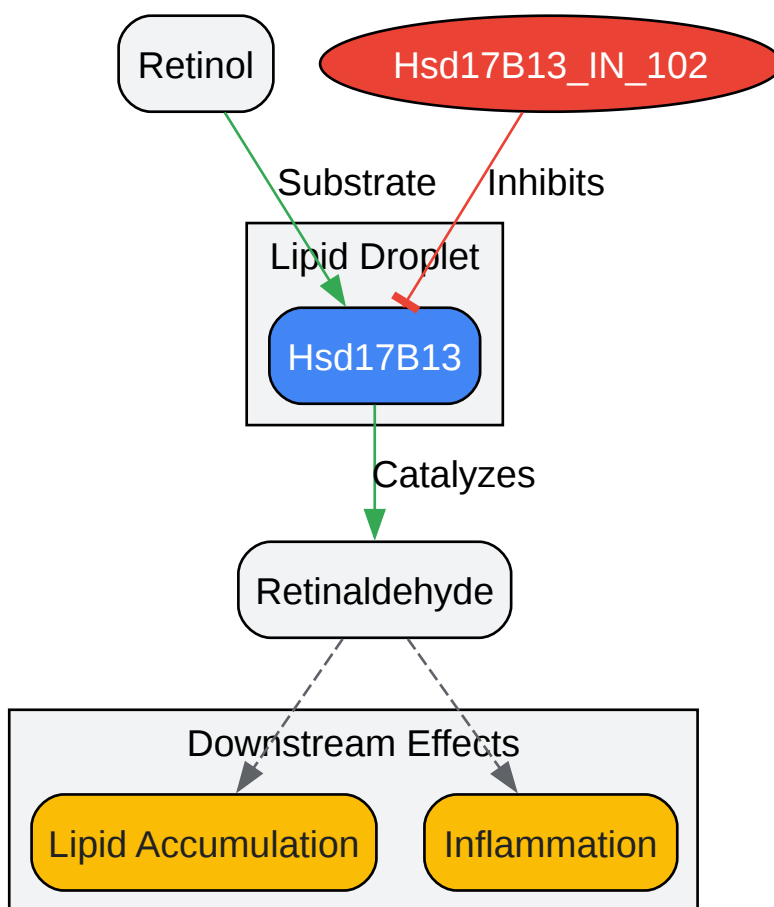 Retinol
Hsd17B13_IN_102
Substrate
Inhibits
Lipid Droplet
Hsd17B13
Catalyzes
Retinaldehyde
Downstream Effects
Lipid Accumulation
Inflammation